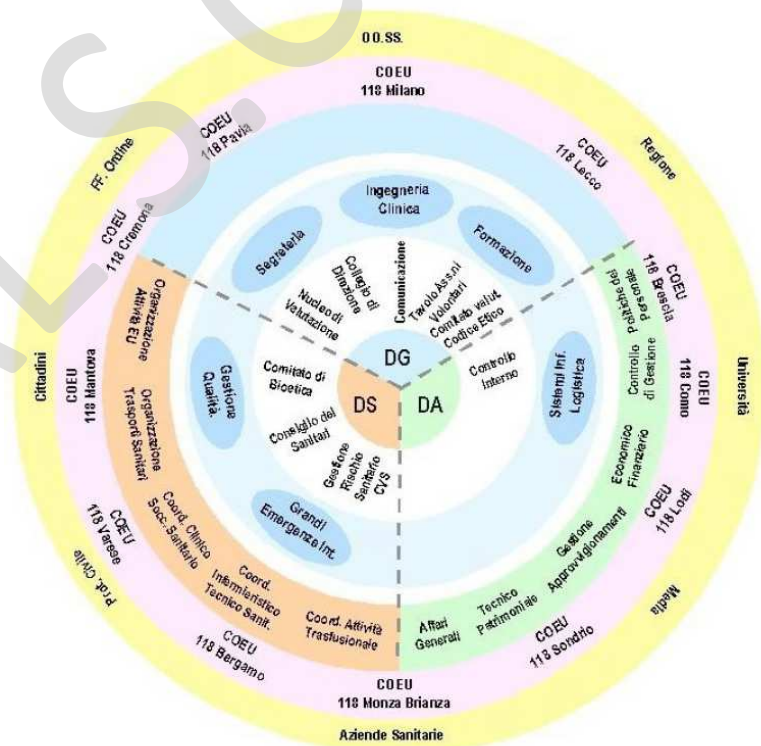 OO.SS.
COEU
118 Milano
COEU
118 Pavia
COEU
118 Lecco
FF. Ordine
Regione
COEU
118 Cremona
COEU
118 Brescia
Ingegneria
Clinica
Segreteria
Formazione
Nucleo di
Valutazione
Collegio di
Direzione
Comunicazione
Tavolo Ass.ni
Volontari
Comitato valut.
Codice Etico
Controllo
Interno
DG
DS
DA
Comitato di
Bioetica
Consiglio dei
Sanitari
Gestione
Rischio
Sanitario
CVS
Gestione
Qualità.
Grandi
Emergenze Int.
Sistemi Inf.
Logistica
Organizzazione
Attività EU
Organizzazione
Trasporti Sanitari
Coord. Clinico
Socc. Sanitario
Coord.
Infermieristico
Tecnico Sanit.
Coord. Attività
Trasfusionale
Politiche del
Personale
Controllo
di Gestione
Economico
Finanziario
Gestione
Approvvigionamenti
Tecnico
Patrimoniale
Affari
Generali
Cittadini
COEU
118 Mantova
COEU
118 Como
Università
COEU
118 Varese
COEU
118 Lodi
Prot. Civile
Media
COEU
118 Bergamo
COEU
118 Sondrio
COEU
118 Monza Brianza
Aziende Sanitarie